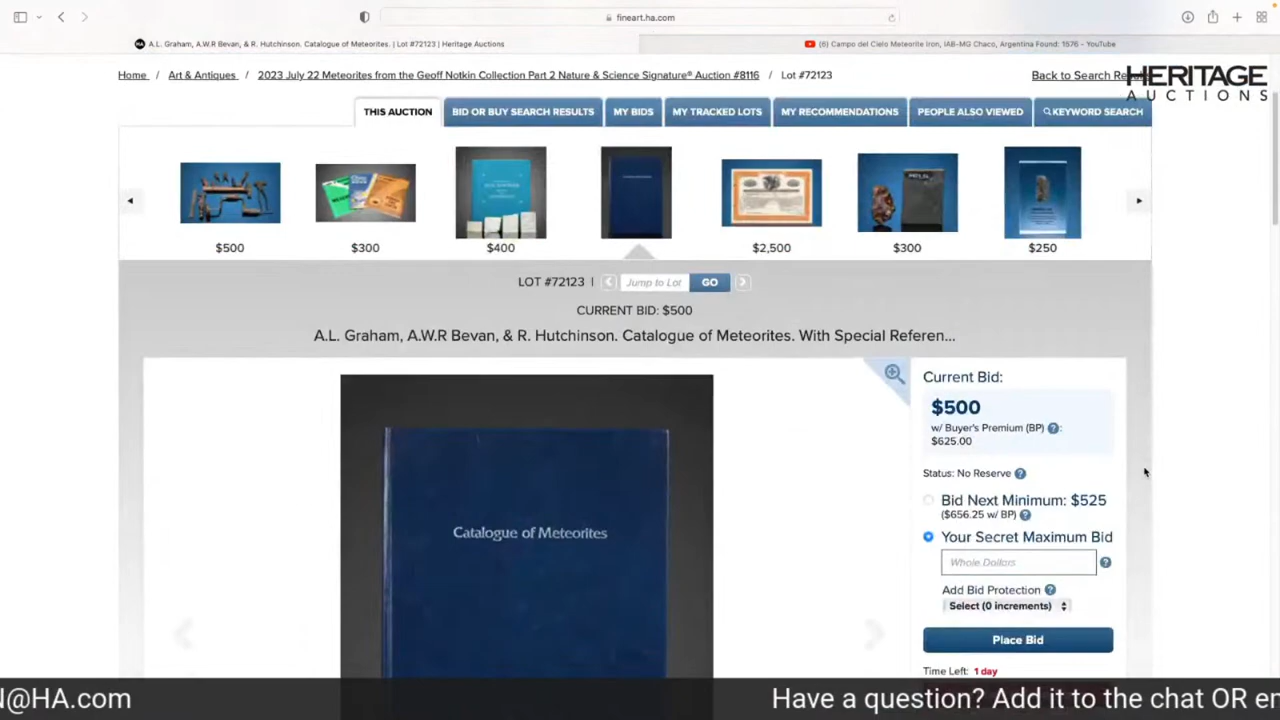 fineart.ha.com
HA A.L. Graham, A.W.R Bevan, & R. Hutchinson. Catalogue of Meteorites. | Lot #72123 | Heritage Auctions
(6) Campo del Cielo Meteorite Iron, IAB-MG Chaco, Argentina Found: 1576 - YouTube
Home / Art & Antiques / 2023 July 22 Meteorites from the Geoff Notkin Collection Part 2 Nature & Science Signature® Auction #8116 / Lot #72123
Back to Search
HERITAGE
AUCTIONS
THIS AUCTION
BID OR BUY SEARCH RESULTS
MY BIDS
MY TRACKED LOTS
MY RECOMMENDATIONS
PEOPLE ALSO VIEWED
KEYWORD SEARCH
$500
$300
$400
$2,500
$300
$250
LOT #72123 |
Jump to Lot
GO
CURRENT BID: $500
A.L. Graham, A.W.R Bevan, & R. Hutchinson. Catalogue of Meteorites. With Special Referen...
Catalogue of Meteorites
Current Bid:
$500
w/ Buyer's Premium (BP) ? :
$625.00
Status: No Reserve ?
Bid Next Minimum: $525
($656.25 w/ BP) ?
Your Secret Maximum Bid
Whole Dollars ?
Add Bid Protection ?
Select (0 increments)
Place Bid
Time Left: 1 day
N@HA.com
Have a question? Add it to the chat OR en